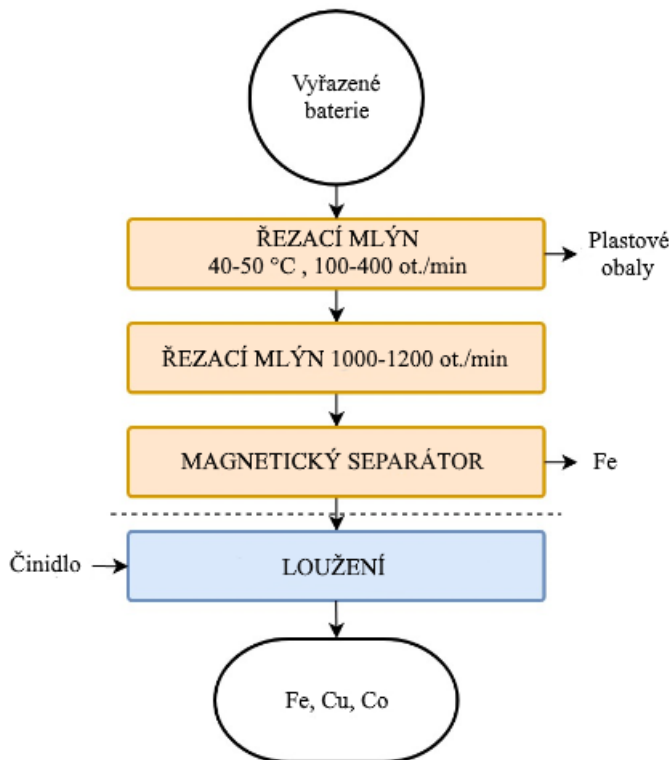 Vyřazené
baterie
ŘEZACÍ MLÝN
40-50 °C , 100-400 ot./min
Plastové
obaly
ŘEZACÍ MLÝN 1000-1200 ot./min
MAGNETICKÝ SEPARÁTOR
Fe
Činidlo
LOUŽENÍ
Fe, Cu, Co